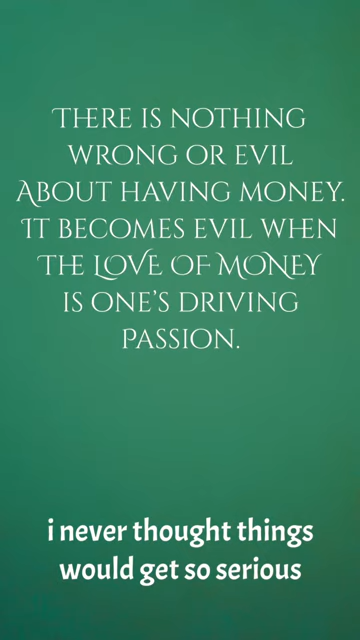 There is nothing
wrong or evil
About having money.
It becomes evil when
The LOVE OF MONEY
is one's driving
passion.
i never thought things
would get so serious